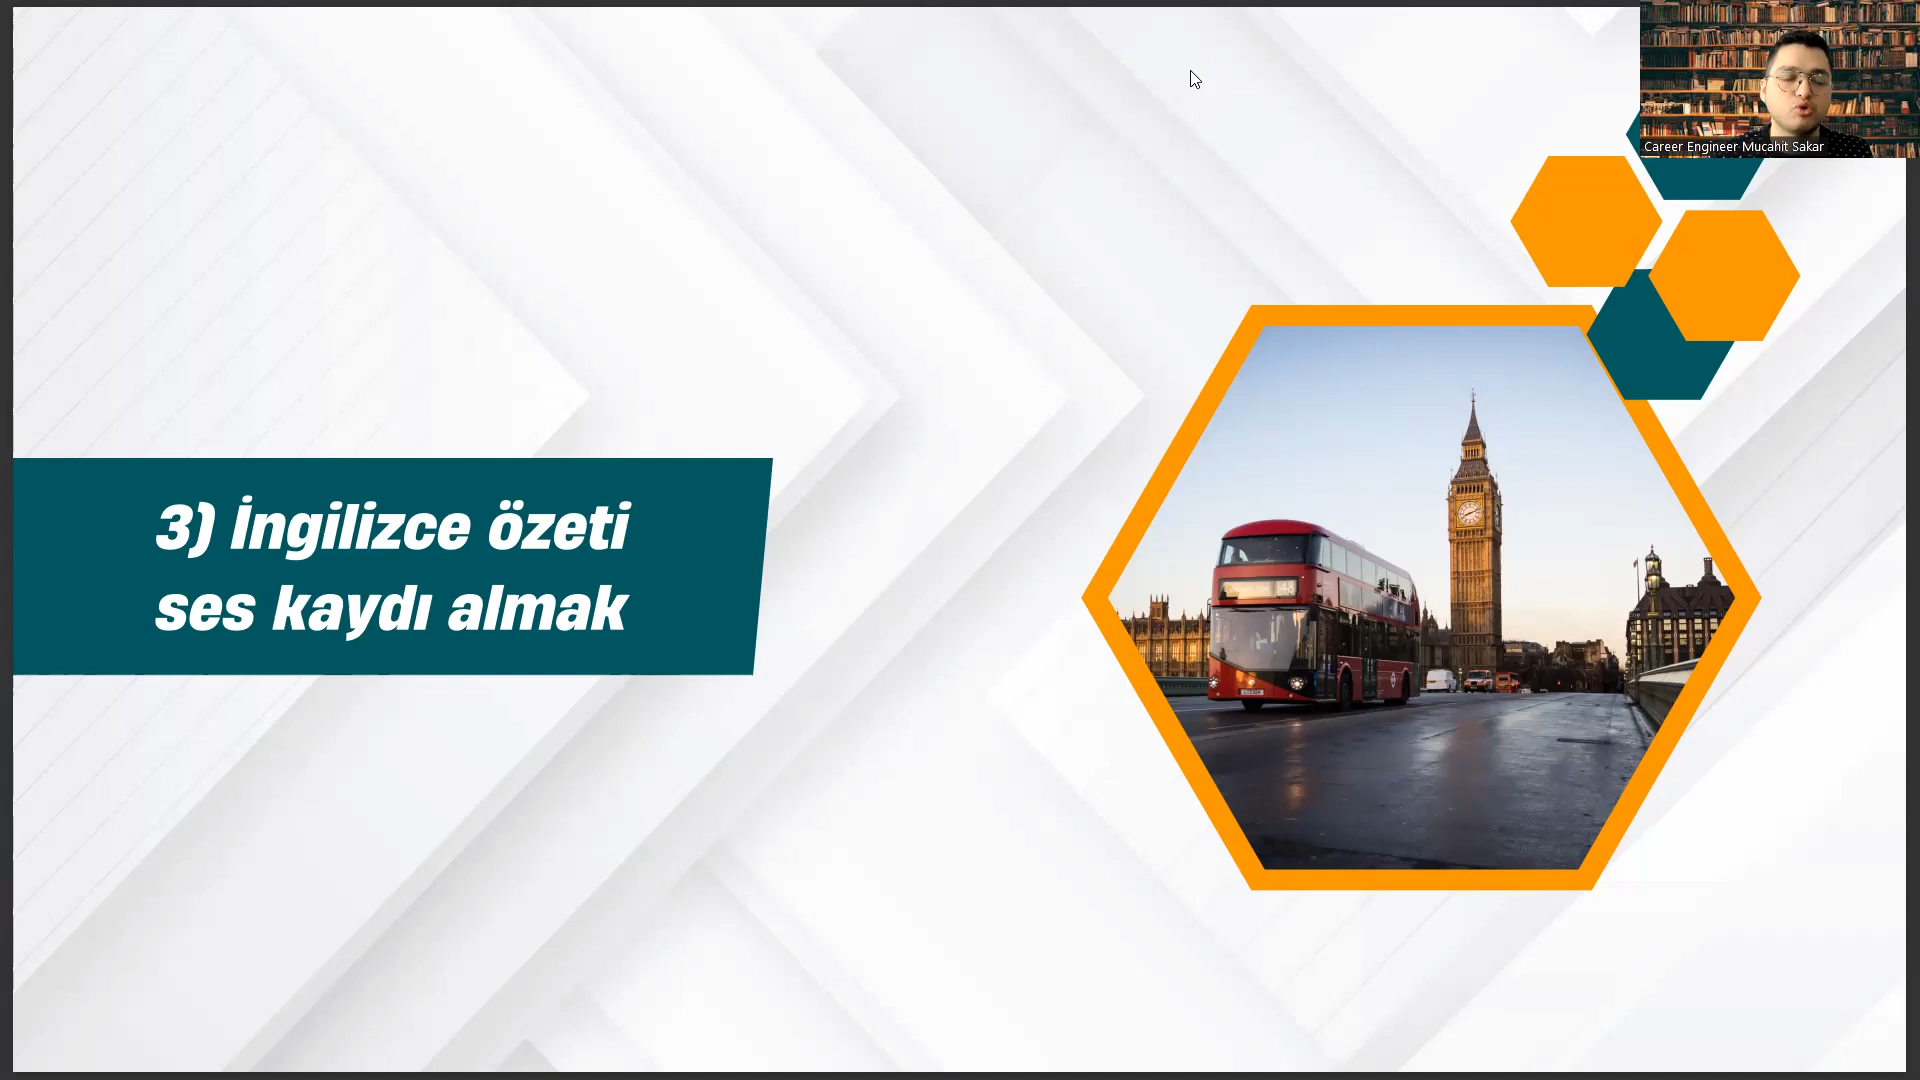 Career Engineer Mucahit Sakar
3) İngilizce özeti
ses kaydı almak